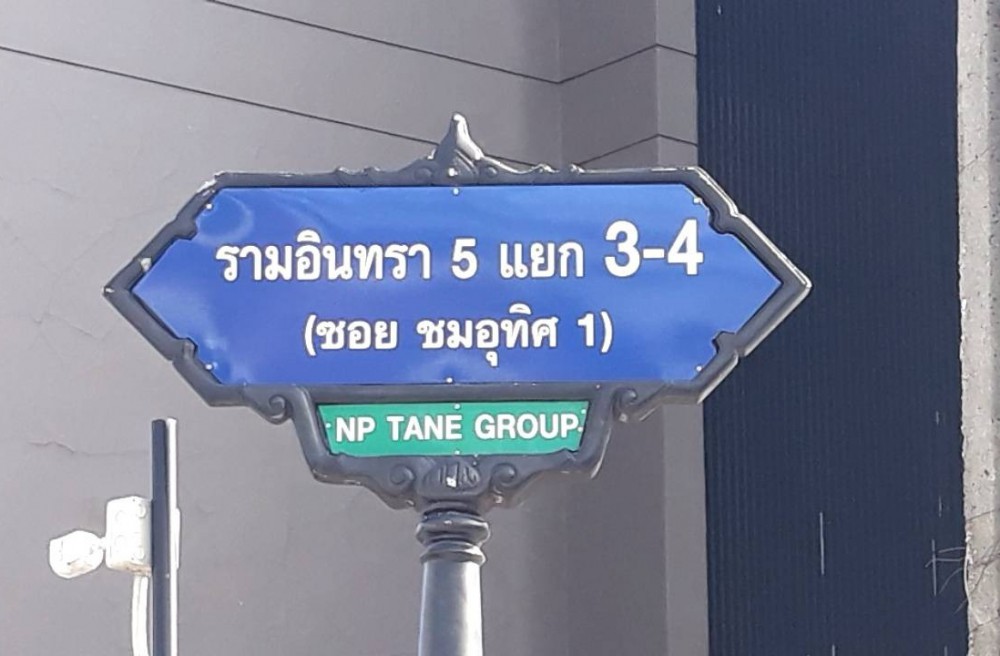 รามอินทรา 5 แยก 3-4
(ซอย ชมอุทิศ 1)
NP TANE GROUP